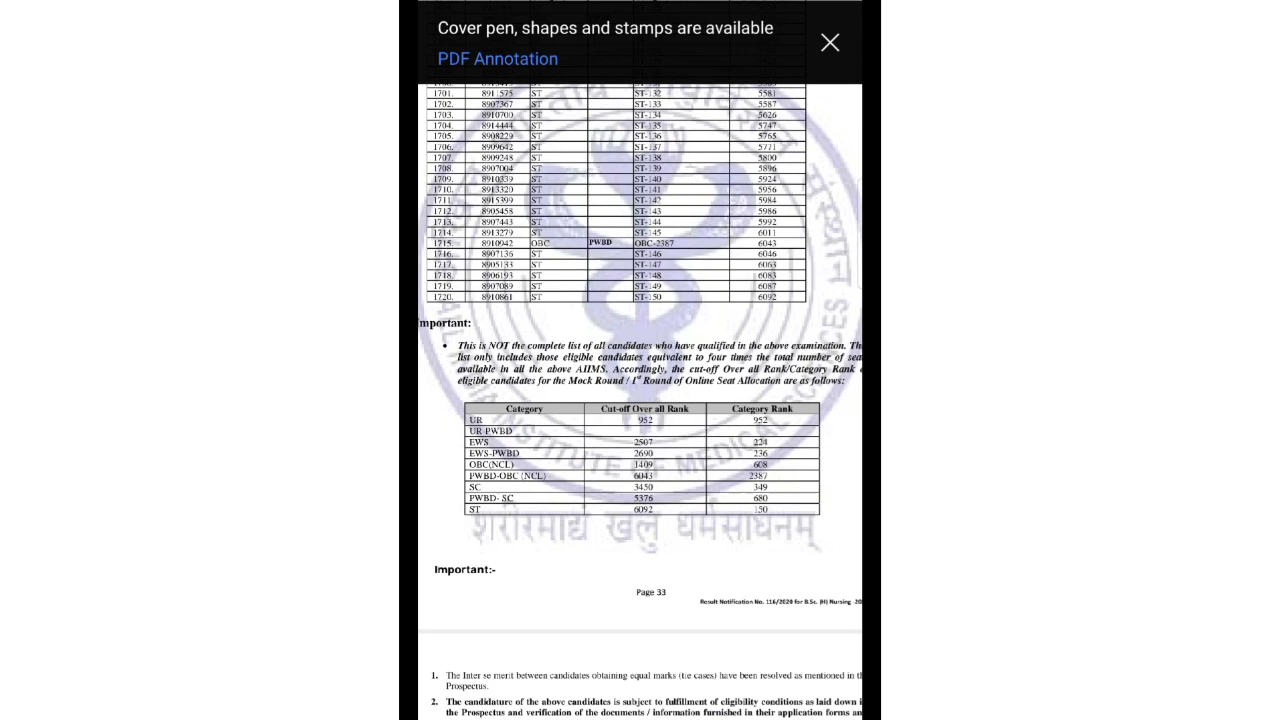 Cover pen, shapes and stamps are available
PDF Annotation
1701. 8911575 ST ST-132 5581
1702. 8907367 ST ST-133 5587
1703. 8910700 ST ST-134 5626
1704. 8914444 ST ST-135 5747
1705. 8908229 ST ST-136 5765
1706. 8909642 ST ST-137 5771
1707. 8909248 ST ST-138 5800
1708. 8907004 ST ST-139 5896
1709. 8910339 ST ST-140 5924
1710. 8913320 ST ST-141 5956
1711. 8915399 ST ST-142 5984
1712. 8905458 ST ST-143 5986
1713. 8907443 ST ST-144 5992
1714. 8913279 ST ST-145 6011
1715. 8910942 OBC PWBD OBC-2387 6043
1716. 8907136 ST ST-146 6046
1717. 8905133 ST ST-147 6063
1718. 8906193 ST ST-148 6083
1719. 8907089 ST ST-149 6087
1720. 8910861 ST ST-150 6092
mportant:
• This is NOT the complete list of all candidates who have qualified in the above examination. Th
list only includes those eligible candidates equivalent to four times the total number of sea
available in all the above AIIMS. Accordingly, the cut-off Over all Rank/Category Rank
eligible candidates for the Mock Round / 1st Round of Online Seat Allocation are as follows:
Category Cut-off Over all Rank Category Rank
UR 952 952
UR-PWBD
EWS 2507 224
EWS-PWBD 2690 236
OBC(NCL) 1409 608
PWBD-OBC (NCL) 6043 2387
SC 3450 349
PWBD- SC 5376 680
ST 6092 150
शरीरमाद्यं खलु धर्मसाधनम्
Important:-
Page 33
Result Notification No. 116/2020 for B.Sc. (H) Nursing 20
1. The Inter se merit between candidates obtaining equal marks (tie cases) have been resolved as mentioned in th
Prospectus.
2. The candidature of the above candidates is subject to fulfillment of eligibility conditions as laid down i
the Prospectus and verification of the documents / information furnished in their application forms an